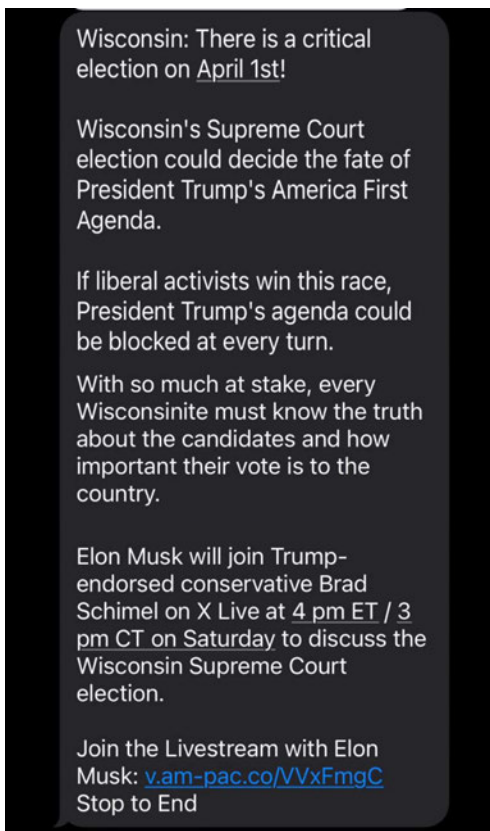 Wisconsin: There is a critical
election on April 1st!
Wisconsin's Supreme Court
election could decide the fate of
President Trump's America First
Agenda.
If liberal activists win this race,
President Trump's agenda could
be blocked at every turn.
With so much at stake, every
Wisconsinite must know the truth
about the candidates and how
important their vote is to the
country.
Elon Musk will join Trump-
endorsed conservative Brad
Schimel on X Live at 4 pm ET / 3
pm CT on Saturday to discuss the
Wisconsin Supreme Court
election.
Join the Livestream with Elon
Musk: v.am-pac.co/VVxFmgC
Stop to End